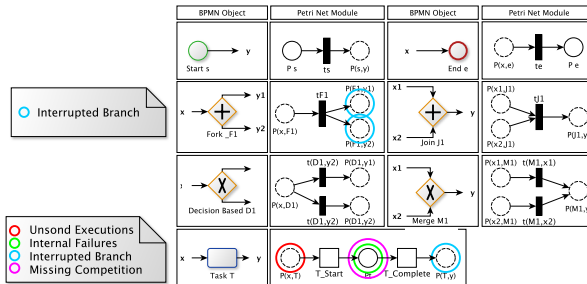 BPMN Object
Petri Net Module
BPMN Object
Petri Net Module
y
Start s
P s
ts
P(s,y)
x
End e
P(x,e)
te
P e
Interrupted Branch
x
y1
y2
Fork _F1
P(x,F1)
tF1
P(F1,y1)
P(F1,y2)
x1
x2
y
Join J1
P(x1,J1)
P(x2,J1)
tJ1
P(J1,y
Decision Based D1
P(x,D1)
t(D1,y2)
P(D1,y1)
t(D1,y2)
P(D1,y2)
x1
x2
y
Merge M1
P(x1,M1)
t(M1,x1)
P(x2,M1)
t(M1,x2)
P(M1,
Unsond Executions
Internal Failures
Interrupted Branch
Missing Competition
x
y
Task T
P(x,T)
T_Start
T_Complete
P(T,y)